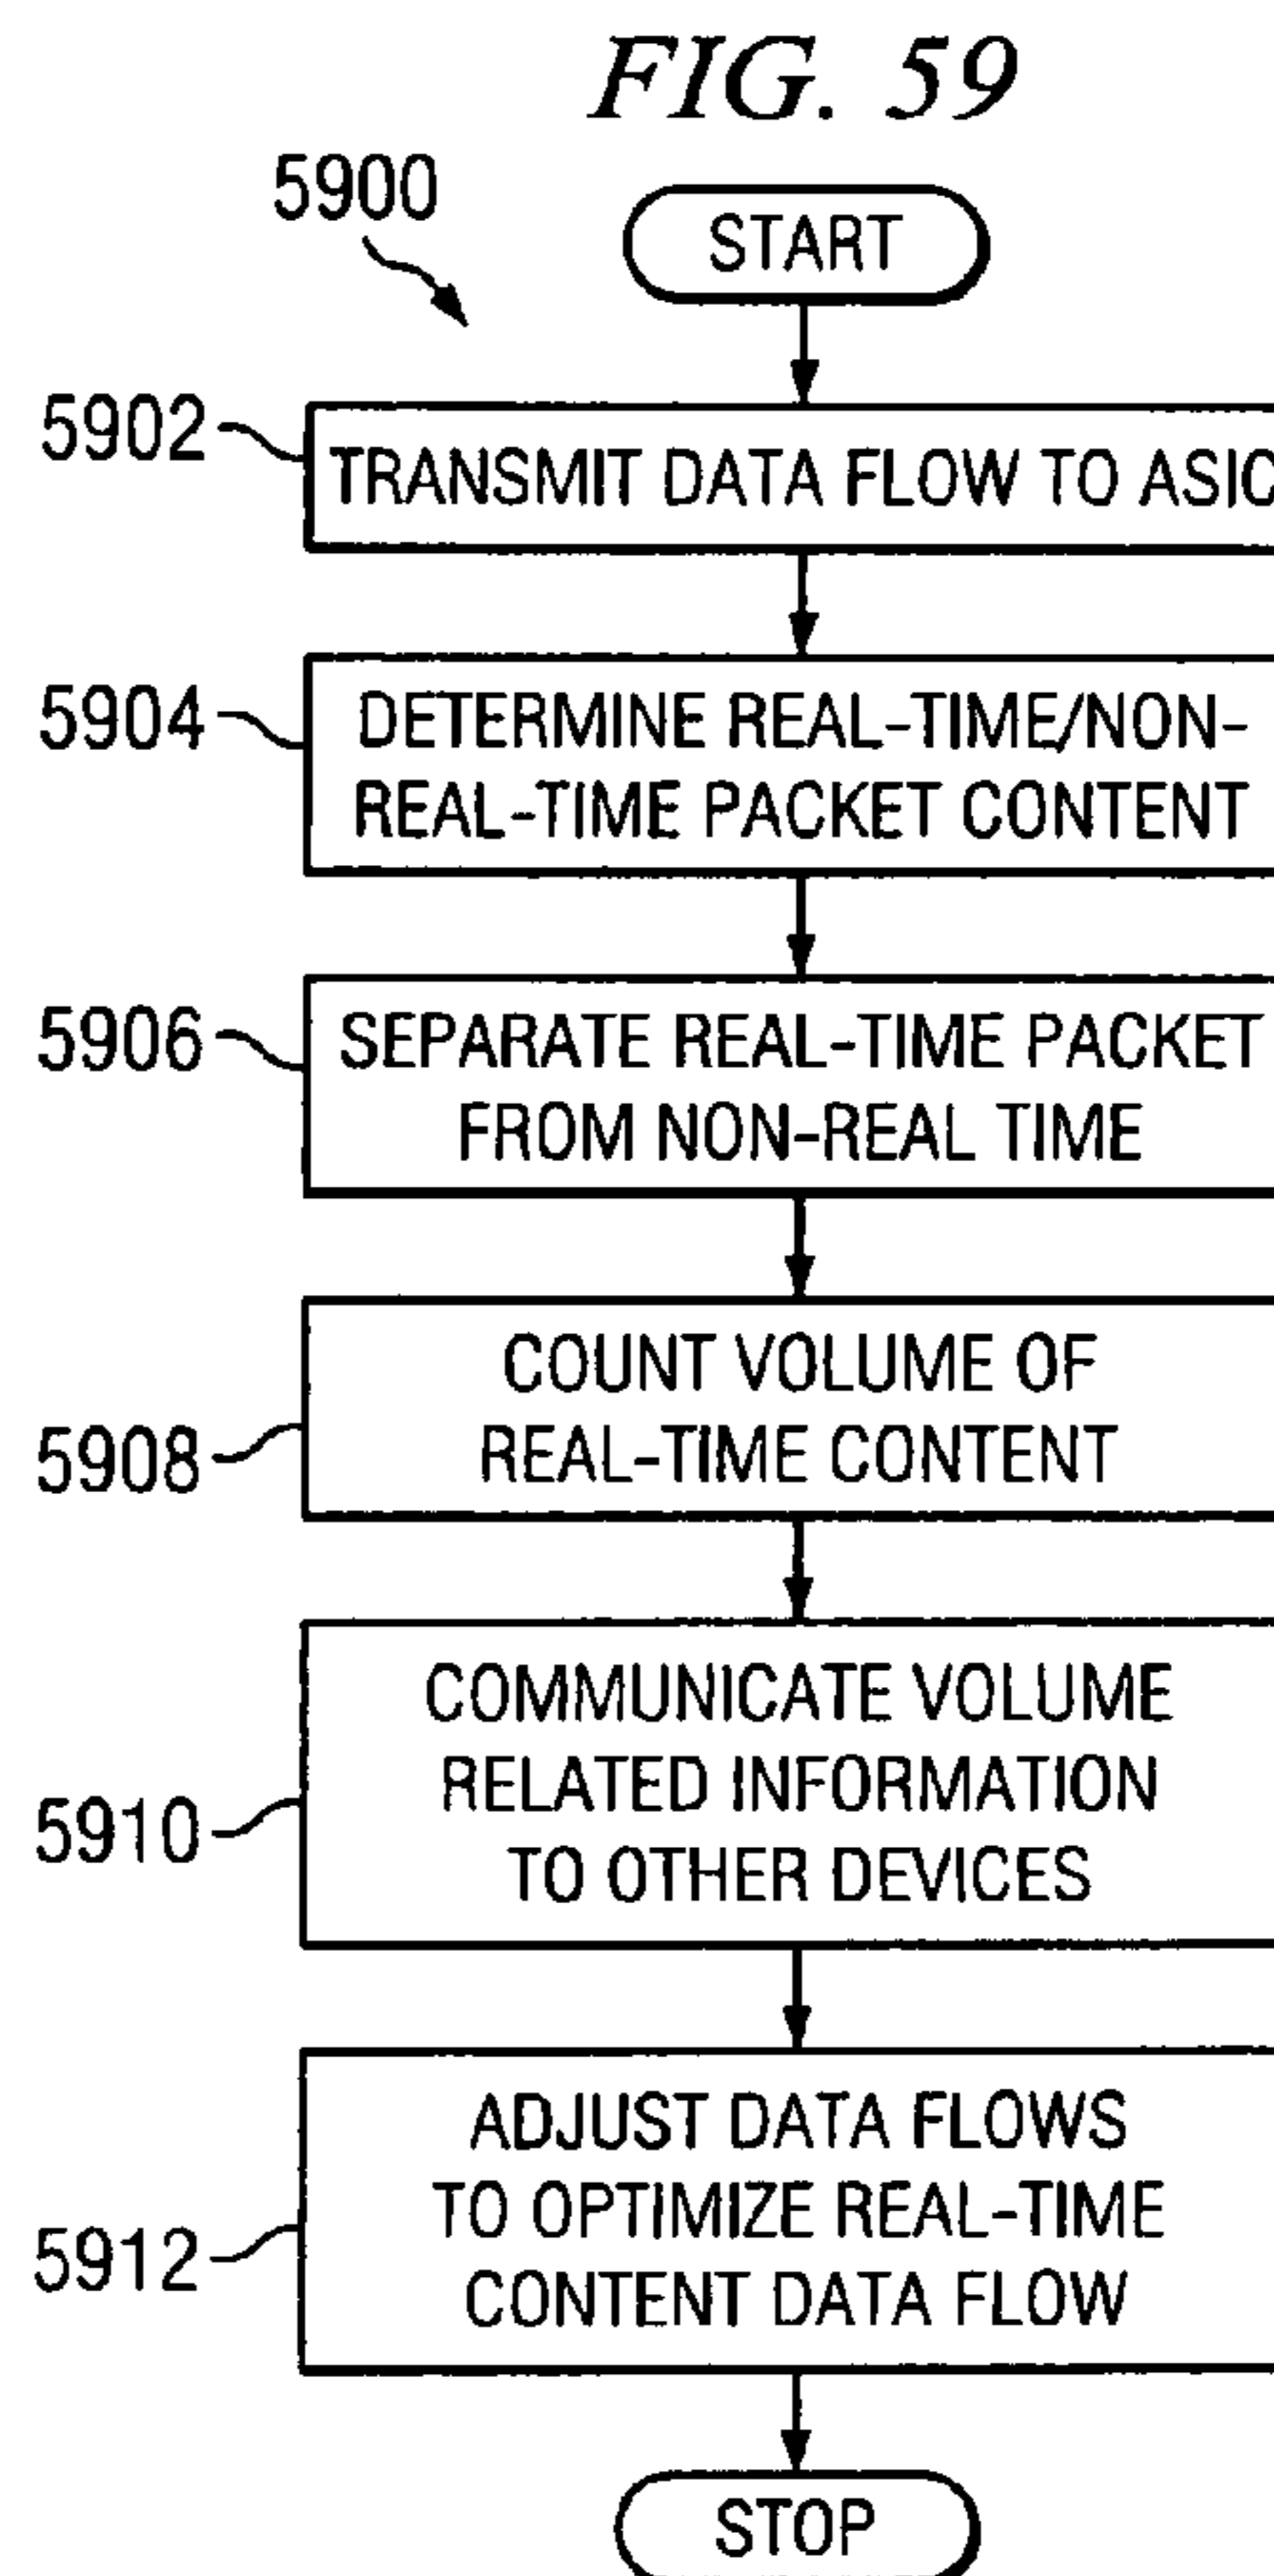 FIG. 59
5900
START
5902
TRANSMIT DATA FLOW TO ASIC
5904
DETERMINE REAL-TIME/NON-
REAL-TIME PACKET CONTENT
5906
SEPARATE REAL-TIME PACKET
FROM NON-REAL TIME
5908
COUNT VOLUME OF
REAL-TIME CONTENT
5910
COMMUNICATE VOLUME
RELATED INFORMATION
TO OTHER DEVICES
5912
ADJUST DATA FLOWS
TO OPTIMIZE REAL-TIME
CONTENT DATA FLOW
STOP